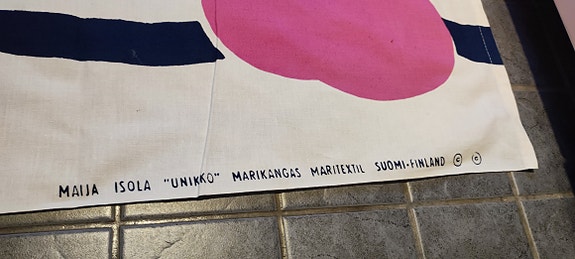 MAIJA ISOLA "UNIKKO" MARIKANGAS MARITEXTIL SUOMI-FINLAND © ©